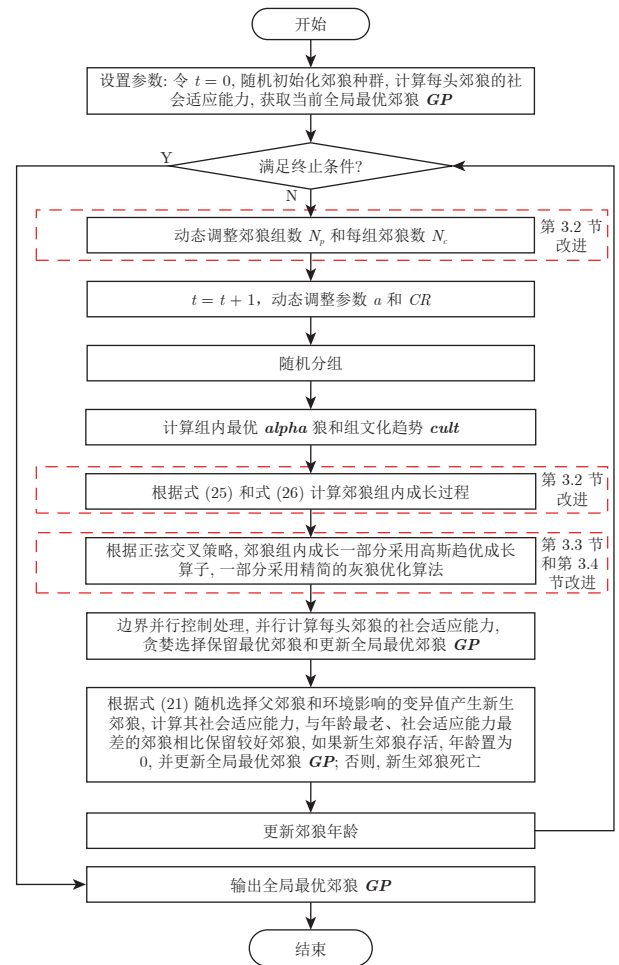 开始
设置参数: 令 t = 0, 随机初始化郊狼种群, 计算每头郊狼的社
会适应能力, 获取当前全局最优郊狼 GP
Y
满足终止条件?
N
动态调整郊狼组数 Np 和每组郊狼数 Nc
第 3.2 节
改进
t = t + 1，动态调整参数 a 和 CR
随机分组
计算组内最优 alpha 狼和组文化趋势 cult
根据式 (25) 和式 (26) 计算郊狼组内成长过程
第 3.2 节
改进
根据正弦交叉策略, 郊狼组内成长一部分采用高斯趋优成长
算子, 一部分采用精简的灰狼优化算法
第 3.3 节
和第 3.4
节改进
边界并行控制处理, 并行计算每头郊狼的社会适应能力,
贪婪选择保留最优郊狼和更新全局最优郊狼 GP
根据式 (21) 随机选择父郊狼和环境影响的变异值产生新生
郊狼, 计算其社会适应能力, 与年龄最老、社会适应能力最
差的郊狼相比保留较好郊狼, 如果新生郊狼存活, 年龄置为
0, 并更新全局最优郊狼 GP; 否则, 新生郊狼死亡
更新郊狼年龄
输出全局最优郊狼 GP
结束